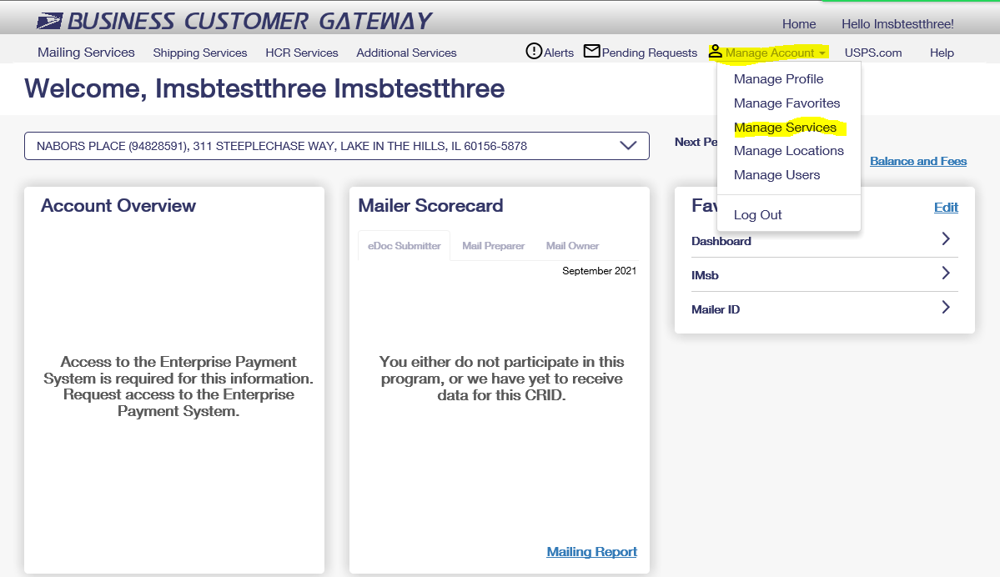 BUSINESS CUSTOMER GATEWAY
Home Hello Imsbtestthree!
Mailing Services Shipping Services HCR Services Additional Services Alerts Pending Requests Manage Account USPS.com Help
Welcome, Imsbtestthree Imsbtestthree
Manage Profile
Manage Favorites
Manage Services
Manage Locations
Manage Users
Log Out
NABORS PLACE (94828591), 311 STEEPLECHASE WAY, LAKE IN THE HILLS, IL 60156-5878
Next Pe
Balance and Fees
Account Overview
Access to the Enterprise Payment
System is required for this information.
Request access to the Enterprise
Payment System.
Mailer Scorecard
eDoc Submitter Mail Preparer Mail Owner
September 2021
You either do not participate in this
program, or we have yet to receive
data for this CRID.
Mailing Report
Fav Edit
Dashboard
IMsb
Mailer ID